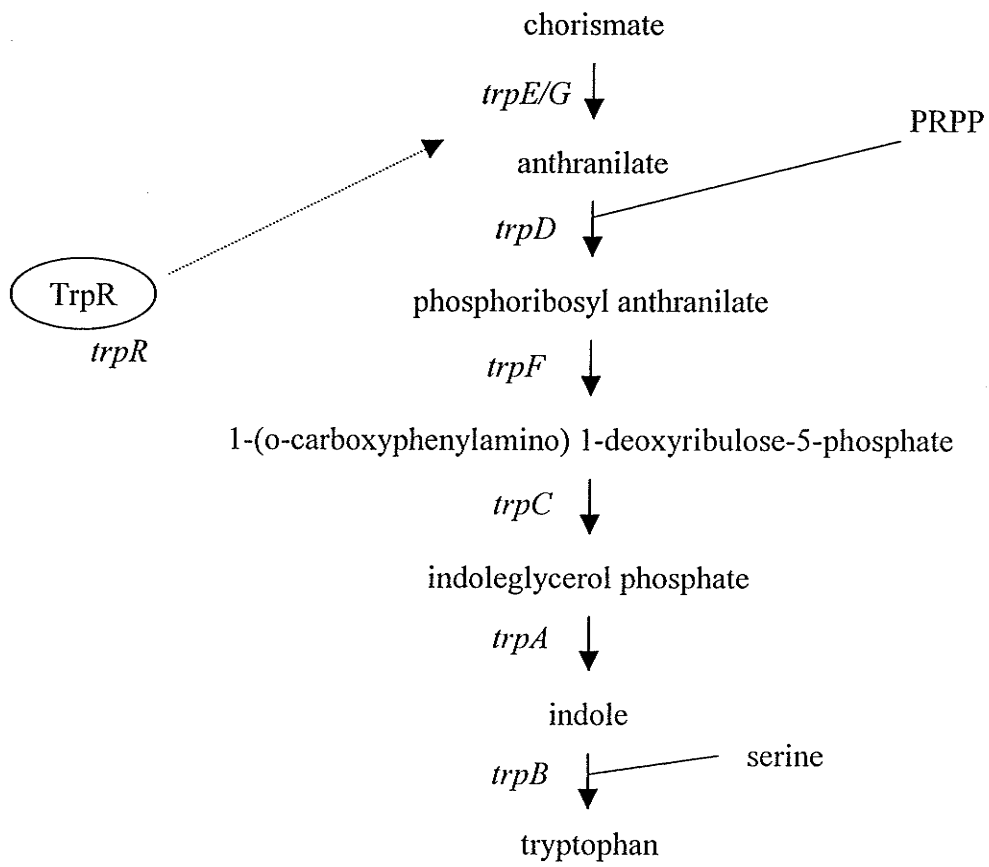 chorismate
trpE/G
PRPP
anthranilate
trpD
TrpR
phosphoribosyl anthranilate
trpR
trpF
1-(o-carboxyphenylamino) 1-deoxyribulose-5-phosphate
trpC
indoleglycerol phosphate
trpA
indole
trpB
serine
tryptophan